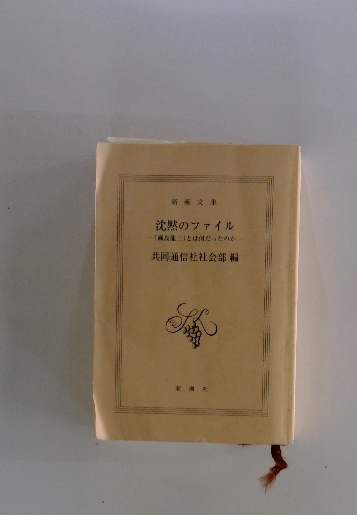 新潮文庫
沈黙のファイル
―「瀬島龍三」とは何だったのか―
共同通信社社会部編
新潮社